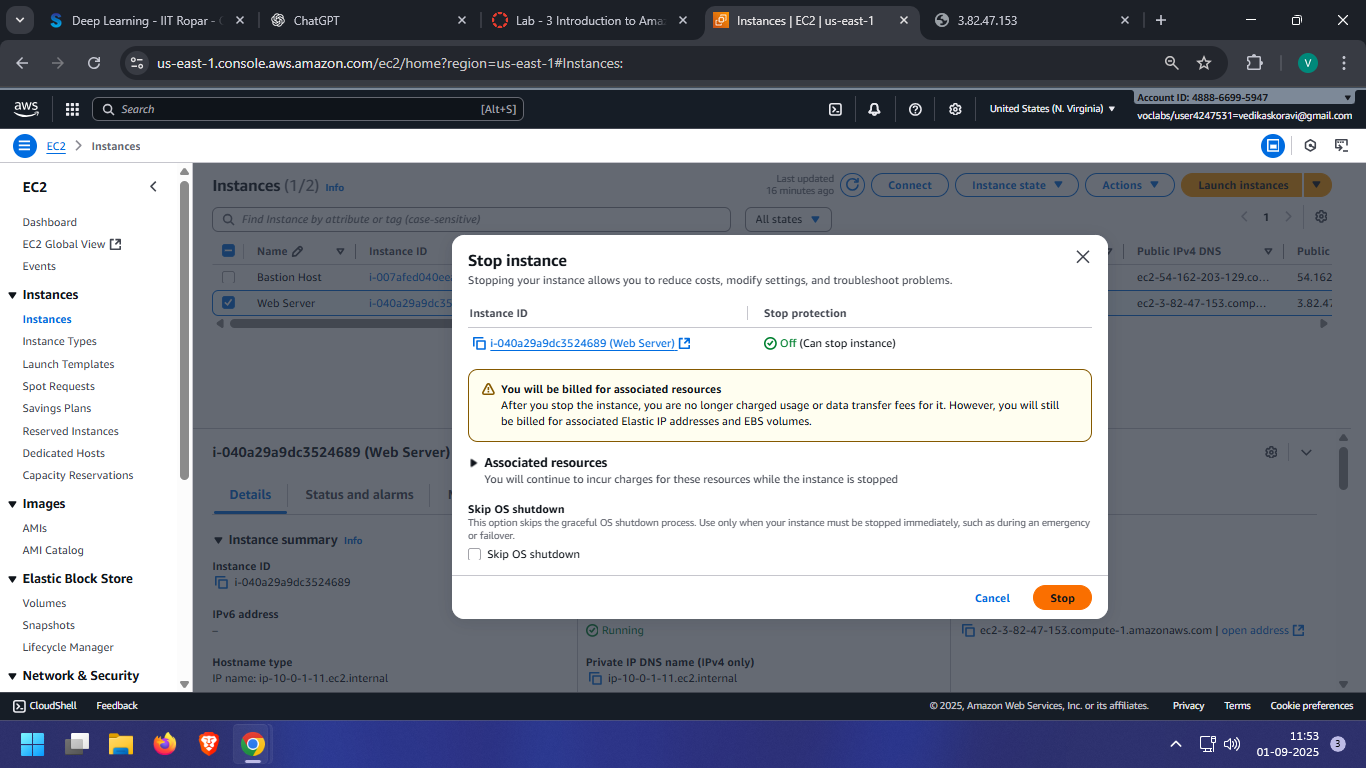 Deep Learning - IIT Ropar -
ChatGPT
Lab - 3 Introduction to Ama
Instances | EC2 | us-east-1
3.82.47.153
us-east-1.console.aws.amazon.com/ec2/home?region=us-east-1#Instances:
V
aws
Search
[Alt+S]
United States (N. Virginia)
Account ID: 4888-6699-5947
voclabs/user4247531=vedikaskoravi@gmail.com
EC2
Instances
EC2
Dashboard
EC2 Global View
Events
Instances
Instances
Instance Types
Launch Templates
Spot Requests
Savings Plans
Reserved Instances
Dedicated Hosts
Capacity Reservations
Images
AMIs
AMI Catalog
Elastic Block Store
Volumes
Snapshots
Lifecycle Manager
Network & Security
Instances (1/2) Info
Last updated
16 minutes ago
Connect
Instance state
Actions
Launch instances
Find Instance by attribute or tag (case-sensitive)
All states
1
Name
Instance ID
Public IPv4 DNS
Public
Bastion Host
i-007afed040ee
ec2-54-162-203-129.co...
54.162
Web Server
i-040a29a9dc35
ec2-3-82-47-153.comp...
3.82.47
Stop instance
Stopping your instance allows you to reduce costs, modify settings, and troubleshoot problems.
Instance ID
Stop protection
i-040a29a9dc3524689 (Web Server)
Off (Can stop instance)
You will be billed for associated resources
After you stop the instance, you are no longer charged usage or data transfer fees for it. However, you will still
be billed for associated Elastic IP addresses and EBS volumes.
Associated resources
You will continue to incur charges for these resources while the instance is stopped
Skip OS shutdown
This option skips the graceful OS shutdown process. Use only when your instance must be stopped immediately, such as during an emergency
or failover.
Skip OS shutdown
Cancel
Stop
i-040a29a9dc3524689 (Web Server)
Details
Status and alarms
Instance summary Info
Instance ID
i-040a29a9dc3524689
IPv6 address
–
Running
ec2-3-82-47-153.compute-1.amazonaws.com | open address
Hostname type
IP name: ip-10-0-1-11.ec2.internal
Private IP DNS name (IPv4 only)
ip-10-0-1-11.ec2.internal
CloudShell
Feedback
© 2025, Amazon Web Services, Inc. or its affiliates.
Privacy
Terms
Cookie preferences
11:53
01-09-2025
3